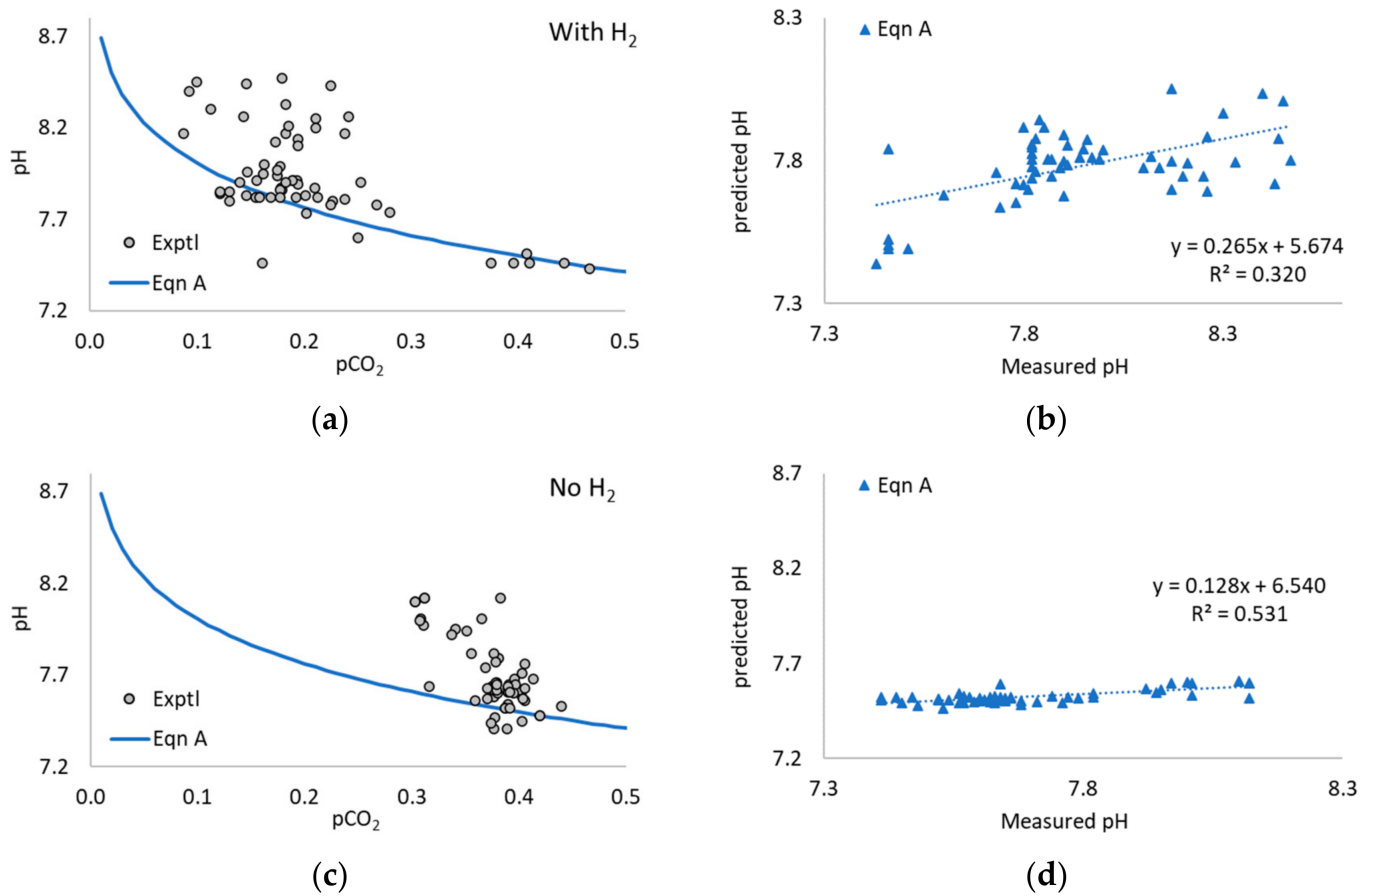 With H2
8.7
8.2
7.7
7.2
pH
Exptl
Eqn A
0.0 0.1 0.2 0.3 0.4 0.5
pCO2
(a)
Eqn A
8.3
7.8
7.3
predicted pH
y = 0.265x + 5.674
R² = 0.320
7.3 7.8 8.3
Measured pH
(b)
No H2
8.7
8.2
7.7
7.2
pH
Exptl
Eqn A
0.0 0.1 0.2 0.3 0.4 0.5
pCO2
(c)
Eqn A
8.7
8.2
7.7
7.2
predicted pH
y = 0.128x + 6.540
R² = 0.531
7.3 7.8 8.3
Measured pH
(d)